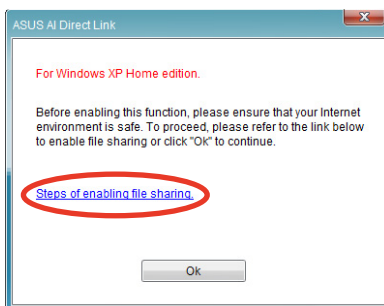 ASUS AI Direct Link
For Windows XP Home edition.
Before enabling this function, please ensure that your Internet
environment is safe. To proceed, please refer to the link below
to enable file sharing or click "Ok" to continue.
Steps of enabling file sharing.
Ok